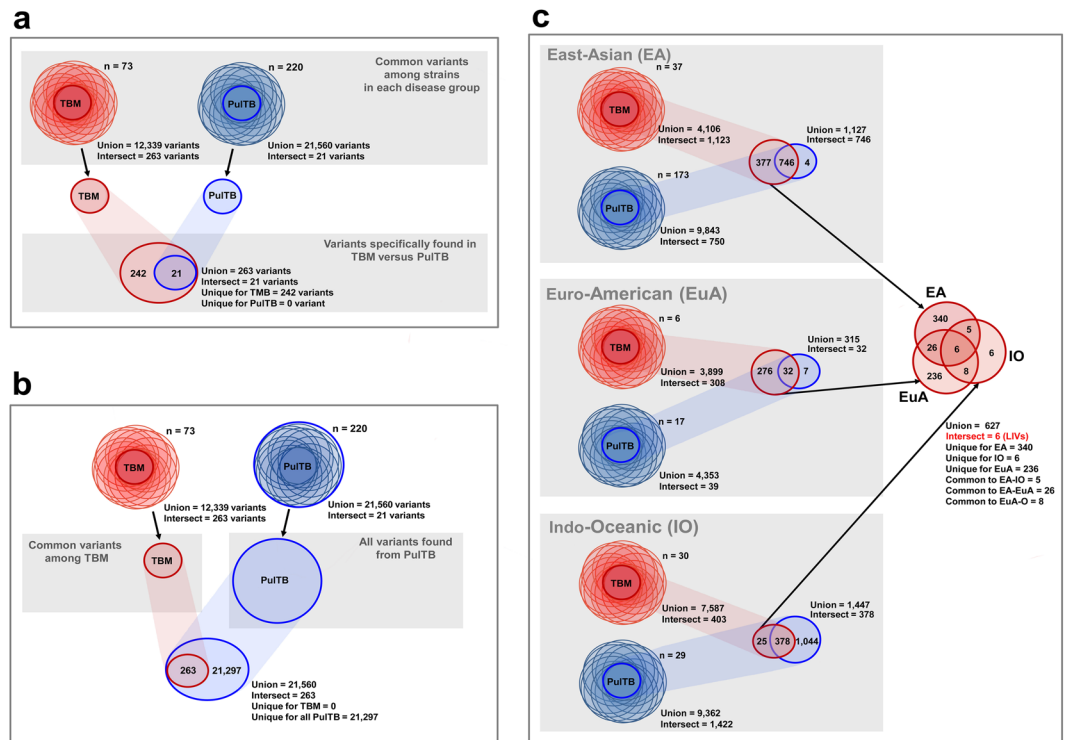 a
n = 73
TBM
Union = 12,339 variants
Intersect = 263 variants
n = 220
PulTB
Union = 21,560 variants
Intersect = 21 variants
Common variants
among strains
in each disease group
TBM
PulTB
Variants specifically found in
TBM versus PulTB
242
21
Union = 263 variants
Intersect = 21 variants
Unique for TMB = 242 variants
Unique for PulTB = 0 variant
b
n = 73
TBM
Union = 12,339 variants
Intersect = 263 variants
n = 220
PulTB
Union = 21,560 variants
Intersect = 21 variants
Common variants
among TBM
TBM
All variants found
from PulTB
PulTB
263
21,297
Union = 21,560
Intersect = 263
Unique for TBM = 0
Unique for all PulTB = 21,297
c
East-Asian (EA)
n = 37
TBM
Union = 4,106
Intersect = 1,123
n = 173
PulTB
Union = 9,843
Intersect = 750
Union = 1,127
Intersect = 746
377
746
4
Euro-American (EuA)
n = 6
TBM
Union = 3,899
Intersect = 308
n = 17
PulTB
Union = 4,353
Intersect = 39
Union = 315
Intersect = 32
276
32
7
Indo-Oceanic (IO)
n = 30
TBM
Union = 7,587
Intersect = 403
n = 29
PulTB
Union = 9,362
Intersect = 1,422
Union = 1,447
Intersect = 378
25
378
1,044
EA
340
5
26
6
6
IO
236
8
EuA
Union = 627
Intersect = 6 (LIVs)
Unique for EA = 340
Unique for IO = 6
Unique for EuA = 236
Common to EA-IO = 5
Common to EA-EuA = 26
Common to EuA-O = 8